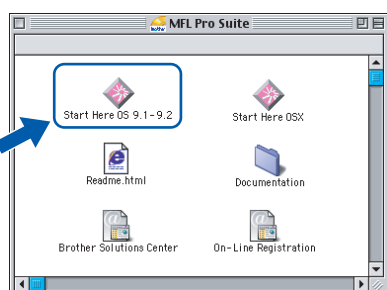 MFL Pro Suite
Start Here OS 9.1-9.2
Start Here OSX
Readme.html
Documentation
Brother Solutions Center
On-Line Registration